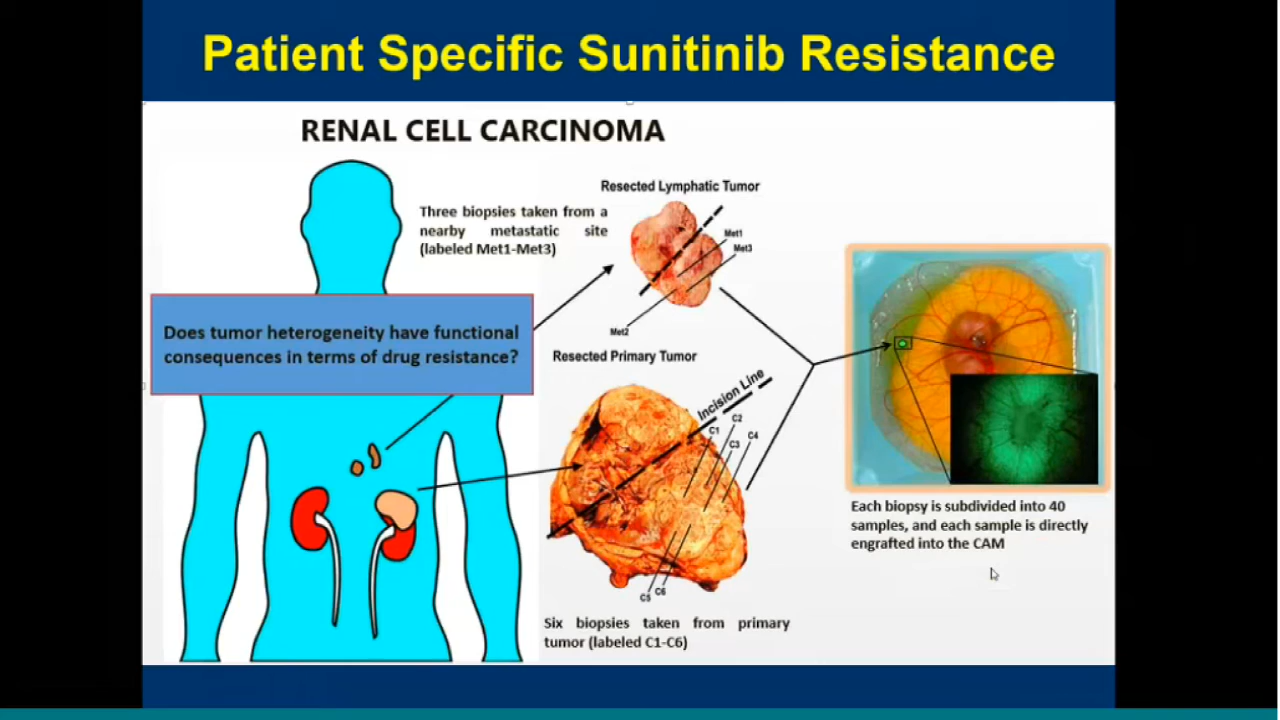 Patient Specific Sunitinib Resistance
RENAL CELL CARCINOMA
Three biopsies taken from a
nearby metastatic site
(labeled Met1-Met3)
Resected Lymphatic Tumor
Met1
Met3
Met2
Does tumor heterogeneity have functional
consequences in terms of drug resistance?
Resected Primary Tumor
Incision Line
C1
C2
C3
C4
C5
C6
Six biopsies taken from primary
tumor (labeled C1-C6)
Each biopsy is subdivided into 40
samples, and each sample is directly
engrafted into the CAM